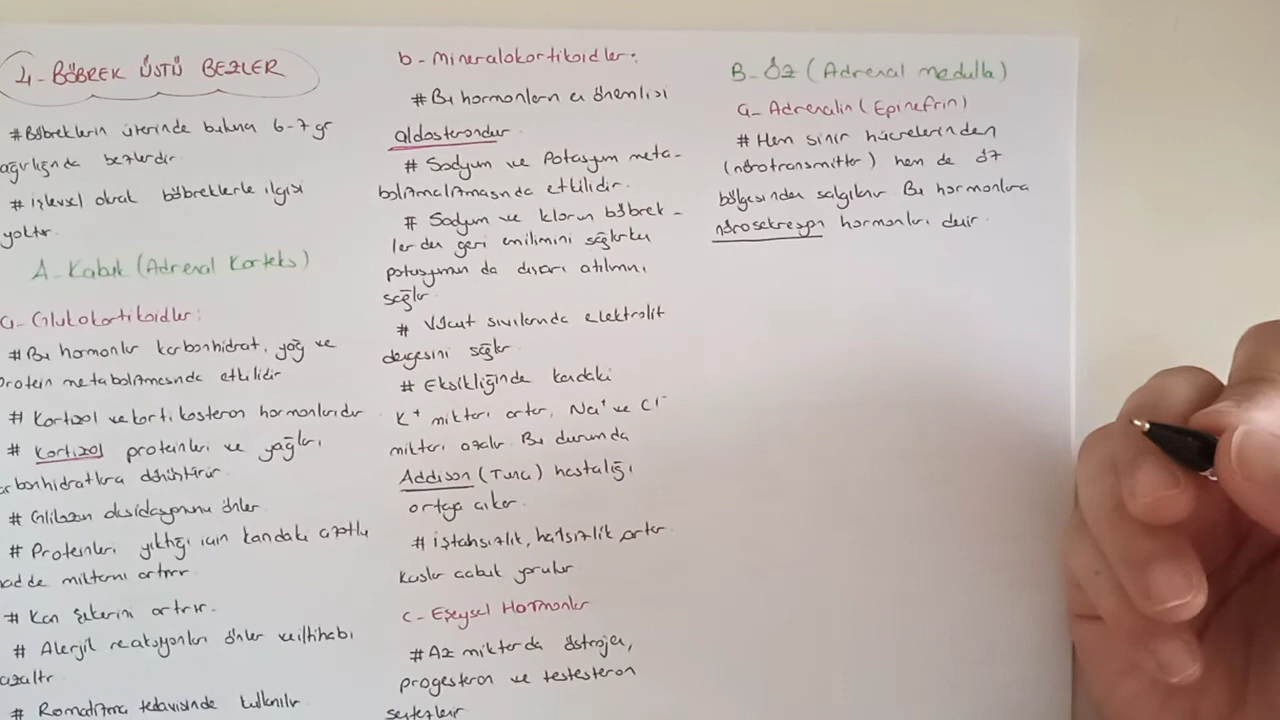 4- BÖBREK ÜSTÜ BEZLER
# Böbreklerin üzerinde buluna 6-7 gr
ağırlığında bezlerdir.
# işlevsel olarak böbreklerle ilgisi
yoktur.
A- Kabuk (Adrenal Korteks)
a- Glukokortikoidler:
# Bu hormonlar karbonhidrat, yağ ve
Protein metabolizmasında etkilidir
# Kortizol ve kortikosteron hormonlarıdır
# Kortizol proteinleri ve yağları
karbonhidratlara dönüştürür
# Glikozun oksidasyonunu önler
# Proteinleri yıktığı için kandaki azotlu
madde miktarını artırır
# Kan şekerini artırır.
# Alerjik reaksiyonları önler ve iltihabı
azaltır
# Romatizma tedavisinde kullanılır
b- Mineralokortikoidler:
# Bu hormonların en önemlisi
aldosterondur
# Sodyum ve Potasyum meta-
bolizmasında etkilidir.
# Sodyum ve klorun böbrek-
lerden geri emilimini sağlarken
potasyumun da dışarı atılmanı
sağlar
# Vücut sıvılarında elektrolit
dengesini sağlar
# Eksikliğinde kandaki
K+ miktarı artar, Na+ ve Cl-
miktarı azalır Bu durumda
Addison (Tunç) hastalığı
ortaya çıkar.
# iştahsızlık, halsizlik artar
Kaslar çabuk yorulur
c- Eşeysel Hormonlar
# Az miktarda östrojen,
progesteron ve testesteron
sentezlenir
B- Öz (Adrenal medulla)
a- Adrenalin (Epinefrin)
# Hem sinir hücrelerinden
(nörotransmitter) hem de öz
bölgesinden salgılanır Bu hormonlara
nörosekresyon hormonları denir.